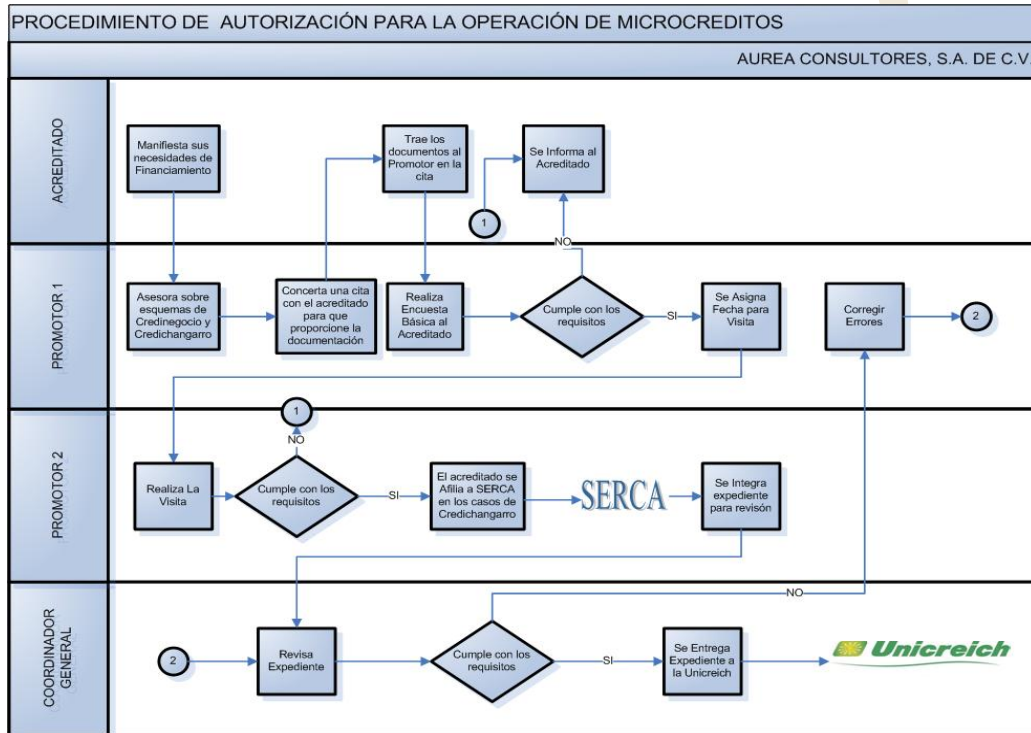 PROCEDIMIENTO DE AUTORIZACIÓN PARA LA OPERACIÓN DE MICROCREDITOS
AUREA CONSULTORES, S.A. DE C.V.
ACREDITADO
Manifiesta sus
necesidades de
Financiamiento
Trae los
documentos al
Promotor en la
cita
Se Informa al
Acreditado
1
NO
PROMOTOR 1
Asesora sobre
esquemas de
Credinegocio y
Credichangarro
Concerta una cita
con el acreditado
para que
proporcione la
documentación
Realiza
Encuesta
Básica al
Acreditado
Cumple con los
requisitos
SI
Se Asigna
Fecha para
Visita
Corregir
Errores
2
PROMOTOR 2
1
NO
Realiza La
Visita
Cumple con los
requisitos
SI
El acreditado se
Afilia a SERCA
en los casos de
Credichangarro
SERCA
Se Integra
expediente
para revisón
COORDINADOR
GENERAL
2
Revisa
Expediente
Cumple con los
requisitos
NO
SI
Se Entrega
Expediente a
la Unicreich
Unicreich